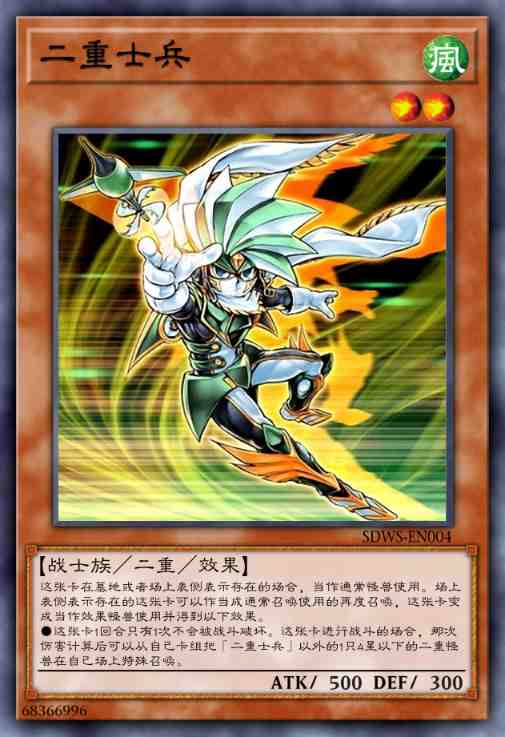 二重士兵
風
SDWS-EN004
【战士族／二重／效果】
这张卡在墓地或者场上表侧表示存在的场合，当作通常怪兽使用。场上
表侧表示存在的这张卡可以作当成通常召唤使用的再度召唤，这张卡变
成当作效果怪兽使用并得到以下效果。
●这张卡1回合只有1次不会被战斗破坏。这张卡进行战斗的场合，那次
伤害计算后可以从自己卡组把「二重士兵」以外的1只4星以下的二重怪
兽在自己场上特殊召唤。
ATK/ 500 DEF/ 300
68366996